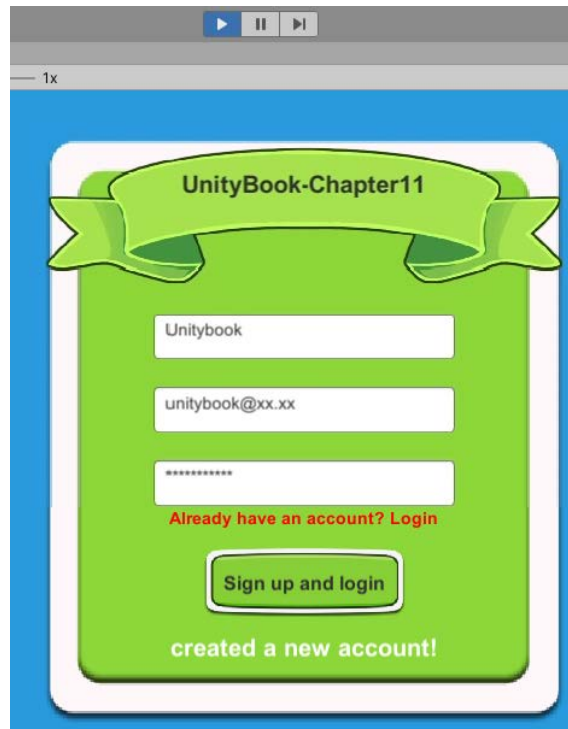 1x
UnityBook-Chapter11
Unitybook
unitybook@xx.xx
***********
Already have an account? Login
Sign up and login
created a new account!